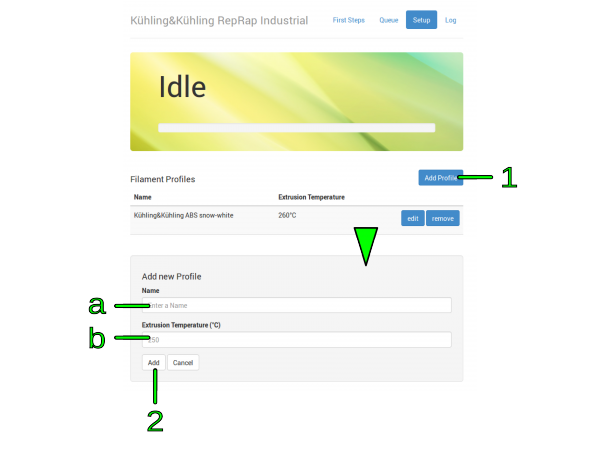 Kühling&Kühling RepRap Industrial First Steps Queue Setup Log
Idle
Filament Profiles Add Profile 1
Name Extrusion Temperature
Kühling&Kühling ABS snow-white 260°C edit remove
Add new Profile
Name
a Enter a Name
Extrusion Temperature (°C)
b 250
Add Cancel
2